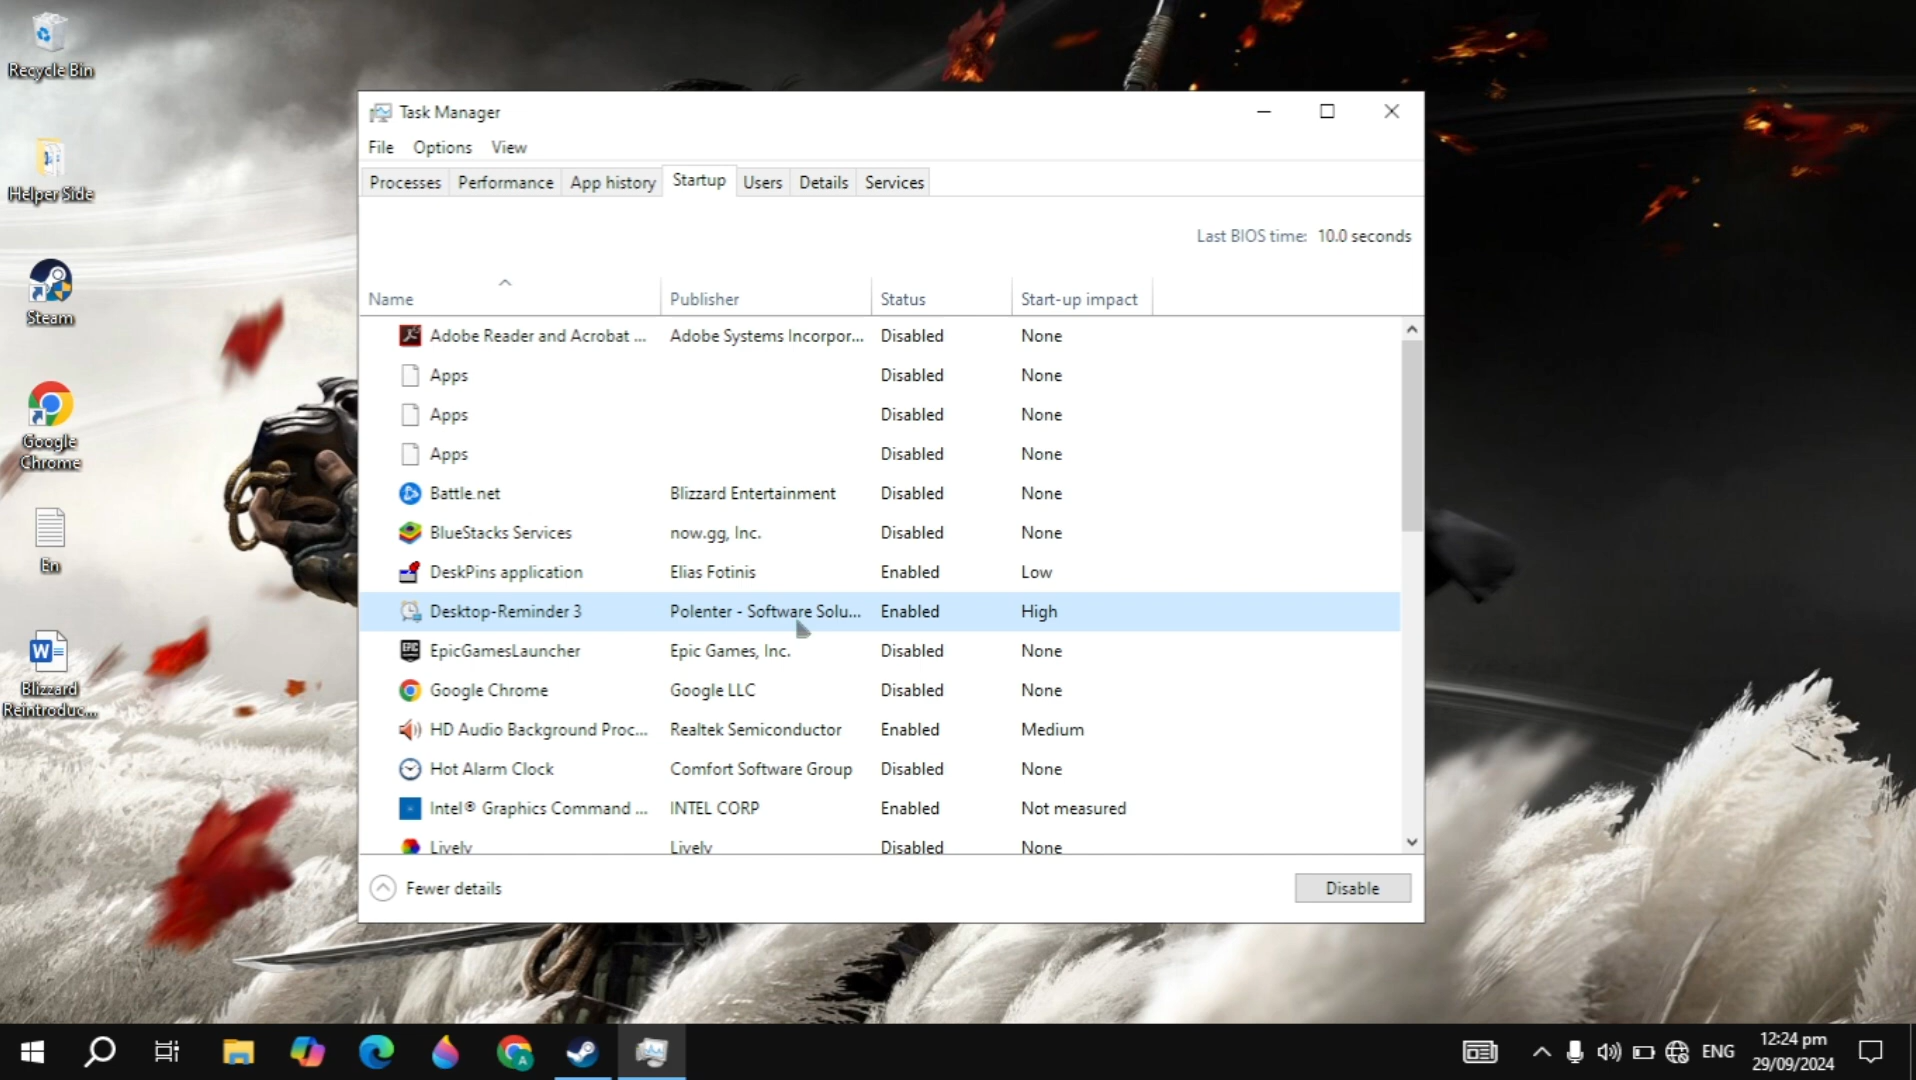 Recycle Bin
Helper Side
Steam
Google
Chrome
En
Blizzard
Reintroduc...
Task Manager
File Options View
Processes Performance App history Startup Users Details Services
Last BIOS time: 10.0 seconds
Name Publisher Status Start-up impact
Adobe Reader and Acrobat ... Adobe Systems Incorpor... Disabled None
Apps Disabled None
Apps Disabled None
Apps Disabled None
Battle.net Blizzard Entertainment Disabled None
BlueStacks Services now.gg, Inc. Disabled None
DeskPins application Elias Fotinis Enabled Low
Desktop-Reminder 3 Polenter - Software Solu... Enabled High
EpicGamesLauncher Epic Games, Inc. Disabled None
Google Chrome Google LLC Disabled None
HD Audio Background Proc... Realtek Semiconductor Enabled Medium
Hot Alarm Clock Comfort Software Group Disabled None
Intel® Graphics Command ... INTEL CORP Enabled Not measured
Lively Lively Disabled None
Fewer details Disable
ENG 12:24 pm
29/09/2024